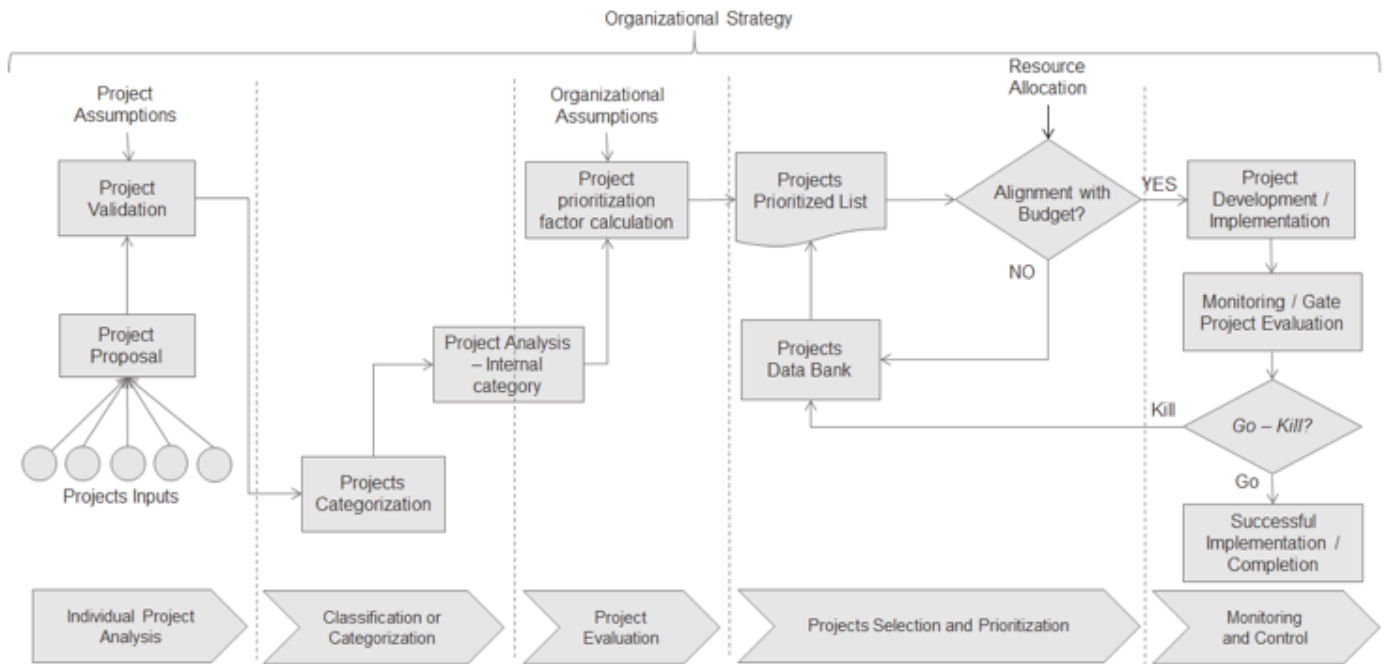 Organizational Strategy
Project
Assumptions
Project
Validation
Project
Proposal
Projects Inputs
Projects
Categorization
Project Analysis
– Internal
category
Organizational
Assumptions
Project
prioritization
factor calculation
Projects
Prioritized List
Projects
Data Bank
Resource
Allocation
Alignment with
Budget?
YES
NO
Project
Development /
Implementation
Monitoring / Gate
Project Evaluation
Go – Kill?
Kill
Go
Successful
Implementation /
Completion
Individual Project
Analysis
Classification or
Categorization
Project
Evaluation
Projects Selection and Prioritization
Monitoring
and Control